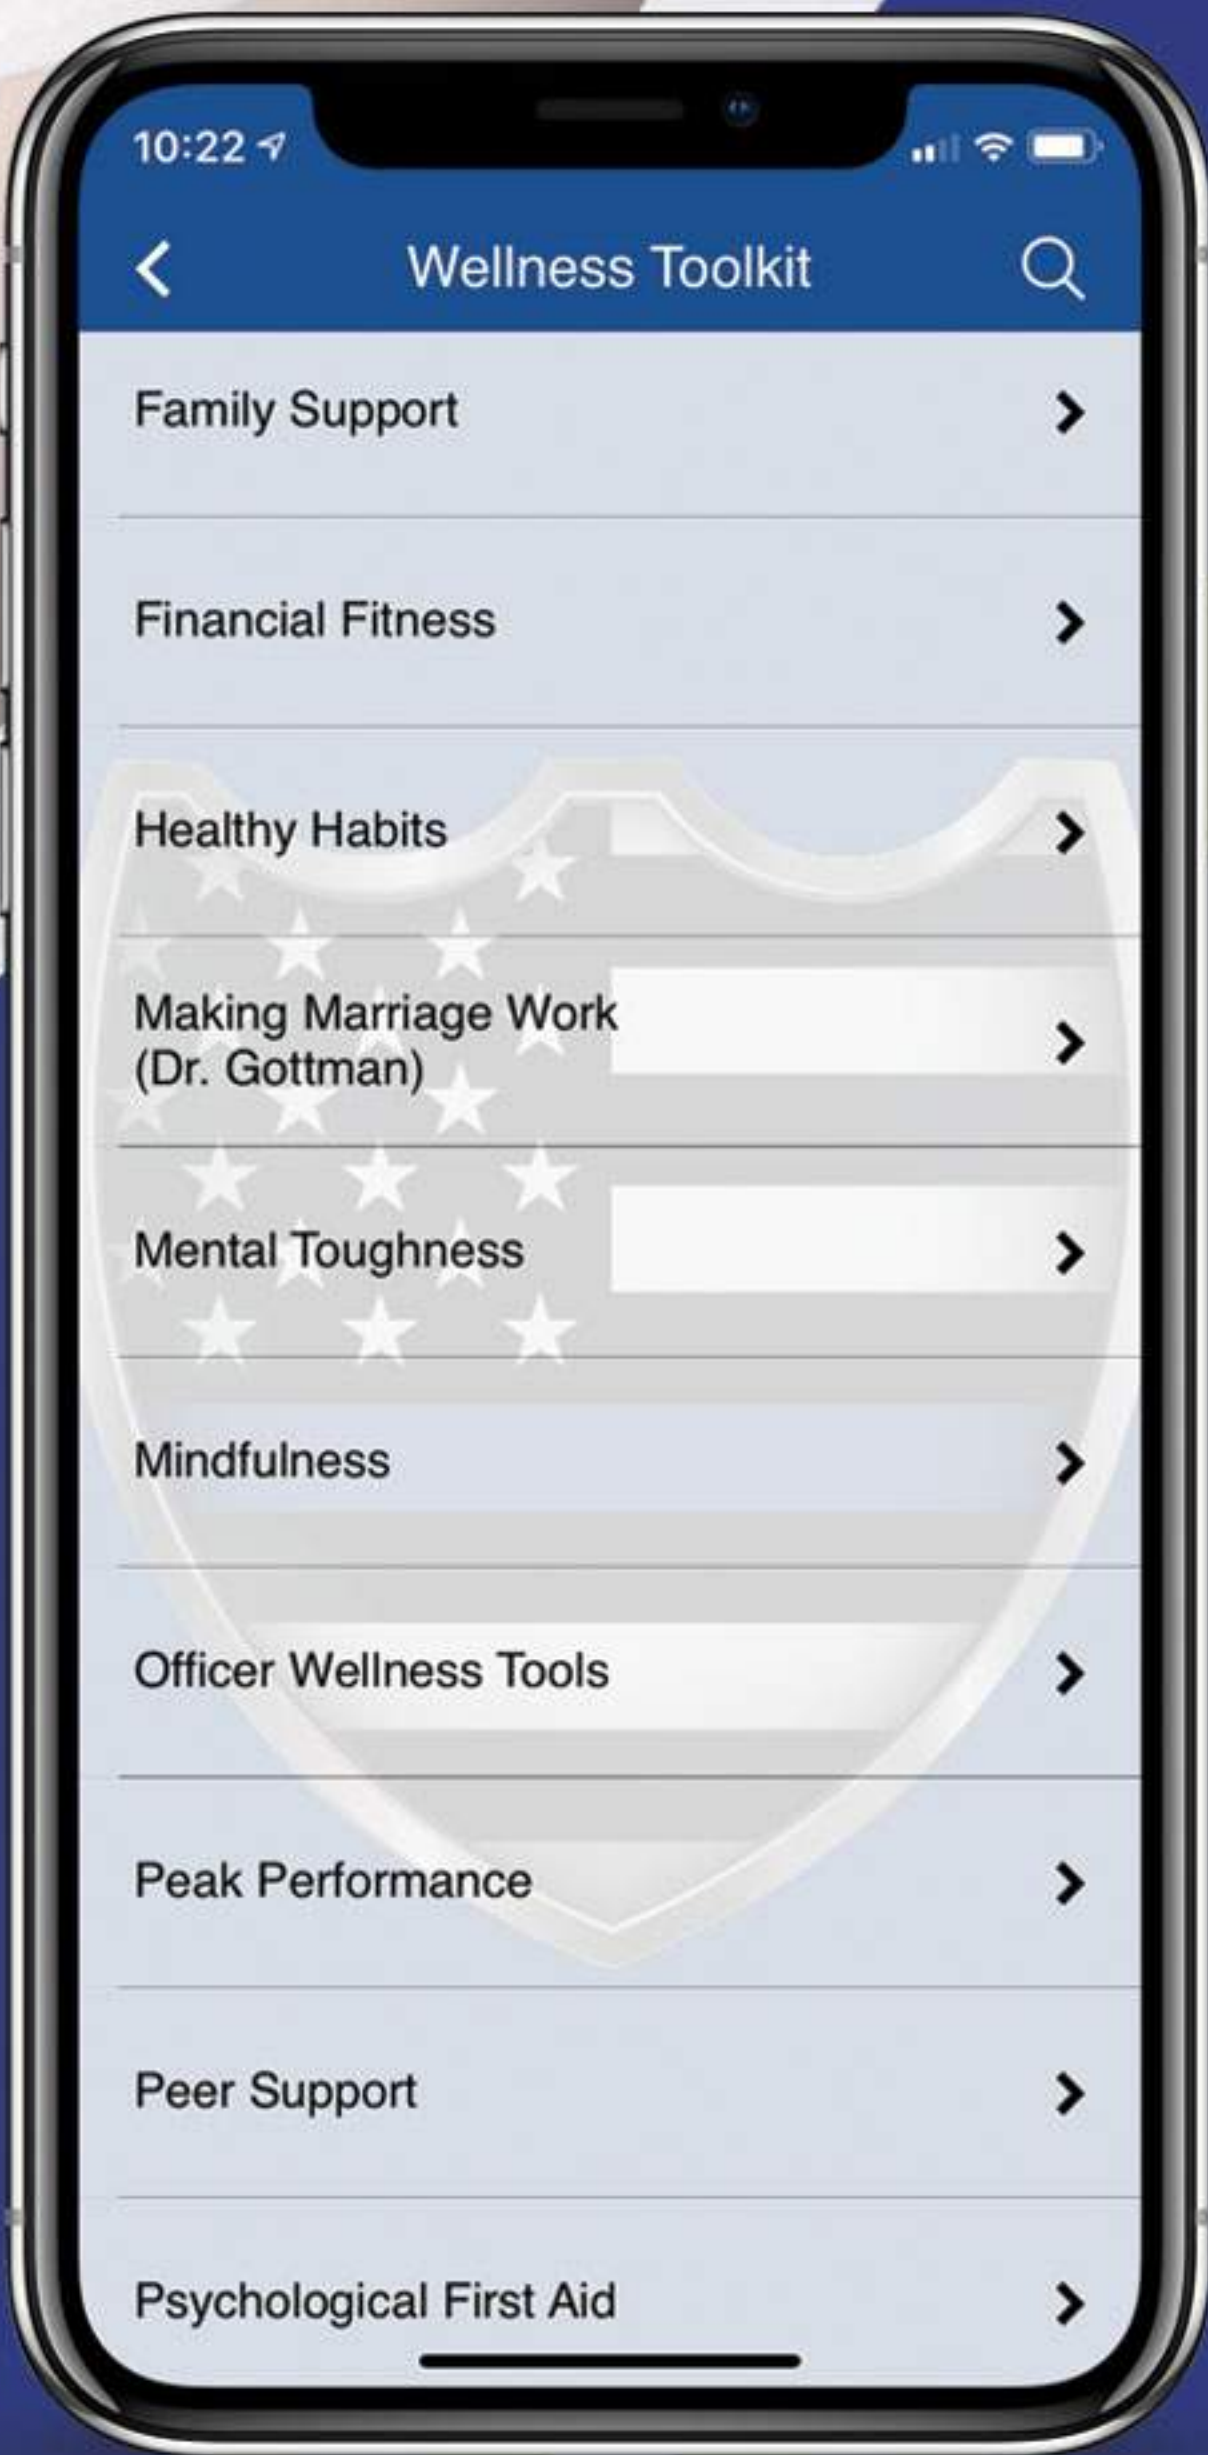 10:22
Wellness Toolkit
Family Support
Financial Fitness
Healthy Habits
Making Marriage Work
(Dr. Gottman)
Mental Toughness
Mindfulness
Officer Wellness Tools
Peak Performance
Peer Support
Psychological First Aid